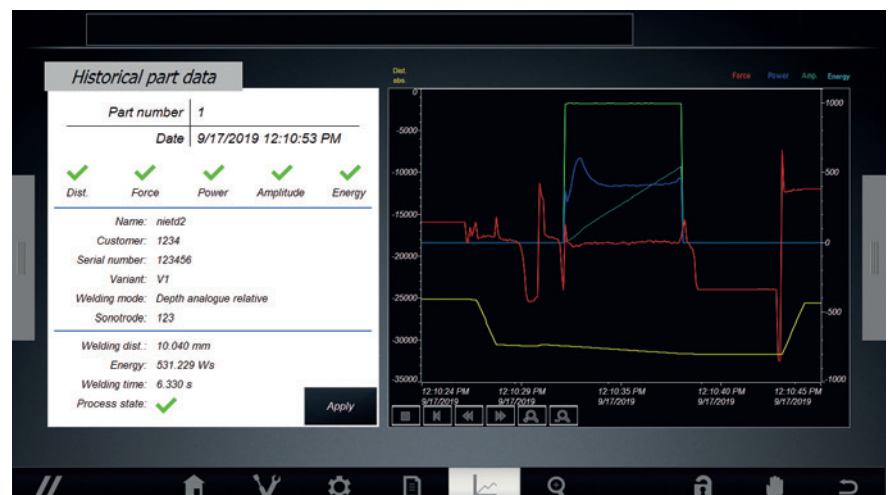 Historical part data
Part number 1
Date 9/17/2019 12:10:53 PM
Dist. Force Power Amplitude Energy
Name: nietd2
Customer: 1234
Serial number: 123456
Variant: V1
Welding mode: Depth analogue relative
Sonotrode: 123
Welding dist.: 10.040 mm
Energy: 531.229 Ws
Welding time: 6.330 s
Process state:
Apply
Dist.
abs.
Force Power Amp. Energy
0
-5000
-10000
-15000
-20000
-25000
-30000
-35000
1000
500
0
-500
-1000
12:10:24 PM 12:10:29 PM 12:10:35 PM 12:10:40 PM 12:10:45 PM
9/17/2019 9/17/2019 9/17/2019 9/17/2019 9/17/2019